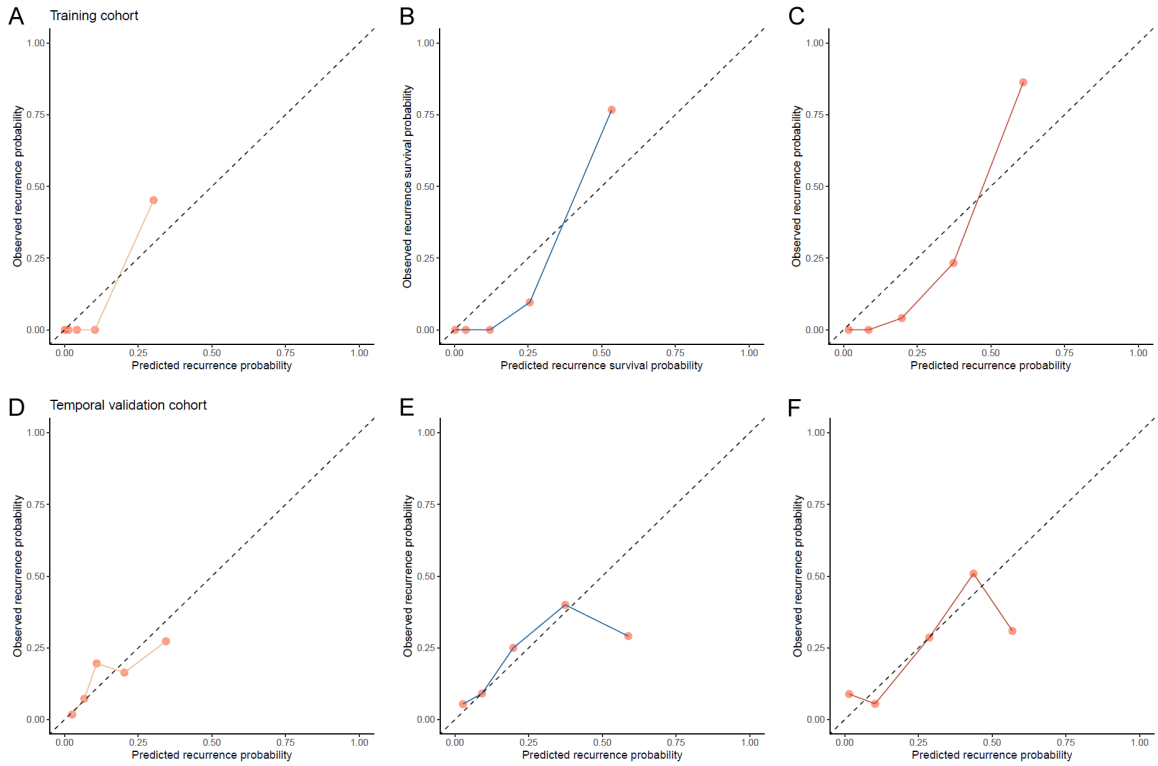 A Training cohort
B
C
Observed recurrence probability
1.00
0.75
0.50
0.25
0.00
0.00 0.25 0.50 0.75 1.00
Predicted recurrence probability
Observed recurrence survival probability
1.00
0.75
0.50
0.25
0.00
0.00 0.25 0.50 0.75 1.00
Predicted recurrence survival probability
Observed recurrence probability
1.00
0.75
0.50
0.25
0.00
0.00 0.25 0.50 0.75 1.00
Predicted recurrence probability
D Temporal validation cohort
E
F
Observed recurrence probability
1.00
0.75
0.50
0.25
0.00
0.00 0.25 0.50 0.75 1.00
Predicted recurrence probability
Observed recurrence probability
1.00
0.75
0.50
0.25
0.00
0.00 0.25 0.50 0.75 1.00
Predicted recurrence probability
Observed recurrence probability
1.00
0.75
0.50
0.25
0.00
0.00 0.25 0.50 0.75 1.00
Predicted recurrence probability